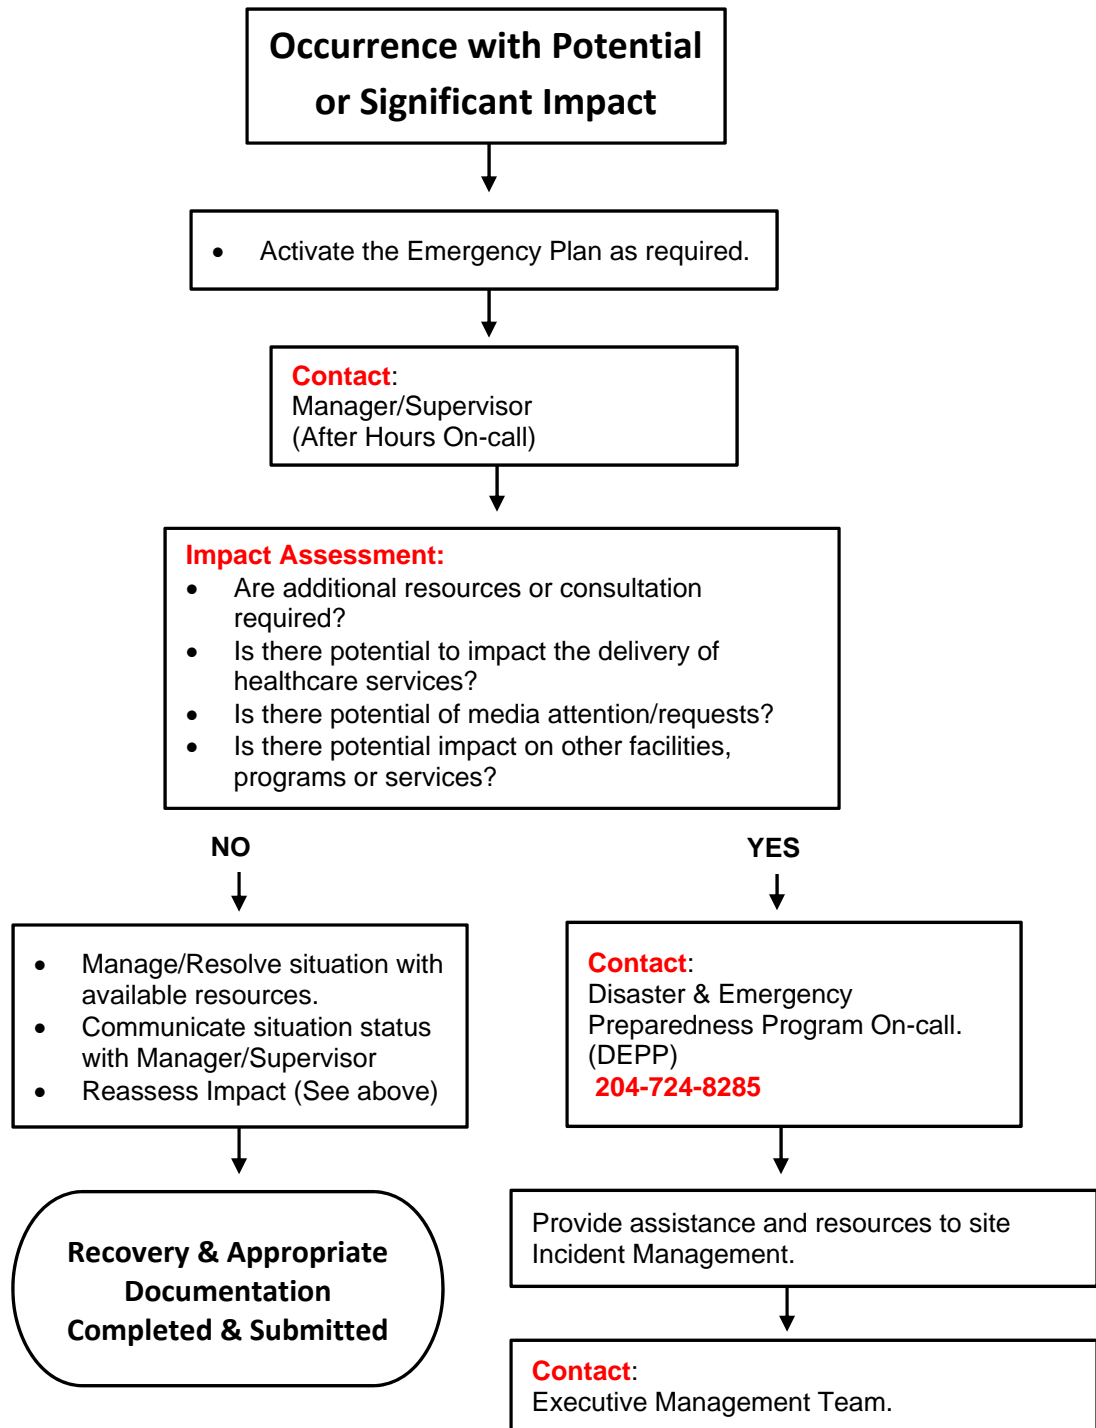 Occurrence with Potential
or Significant Impact
• Activate the Emergency Plan as required.
Contact:
Manager/Supervisor
(After Hours On-call)
Impact Assessment:
• Are additional resources or consultation
required?
• Is there potential to impact the delivery of
healthcare services?
• Is there potential of media attention/requests?
• Is there potential impact on other facilities,
programs or services?
NO
• Manage/Resolve situation with
available resources.
• Communicate situation status
with Manager/Supervisor
• Reassess Impact (See above)
Recovery & Appropriate
Documentation
Completed & Submitted
YES
Contact:
Disaster & Emergency
Preparedness Program On-call.
(DEPP)
204-724-8285
Provide assistance and resources to site
Incident Management.
Contact:
Executive Management Team.